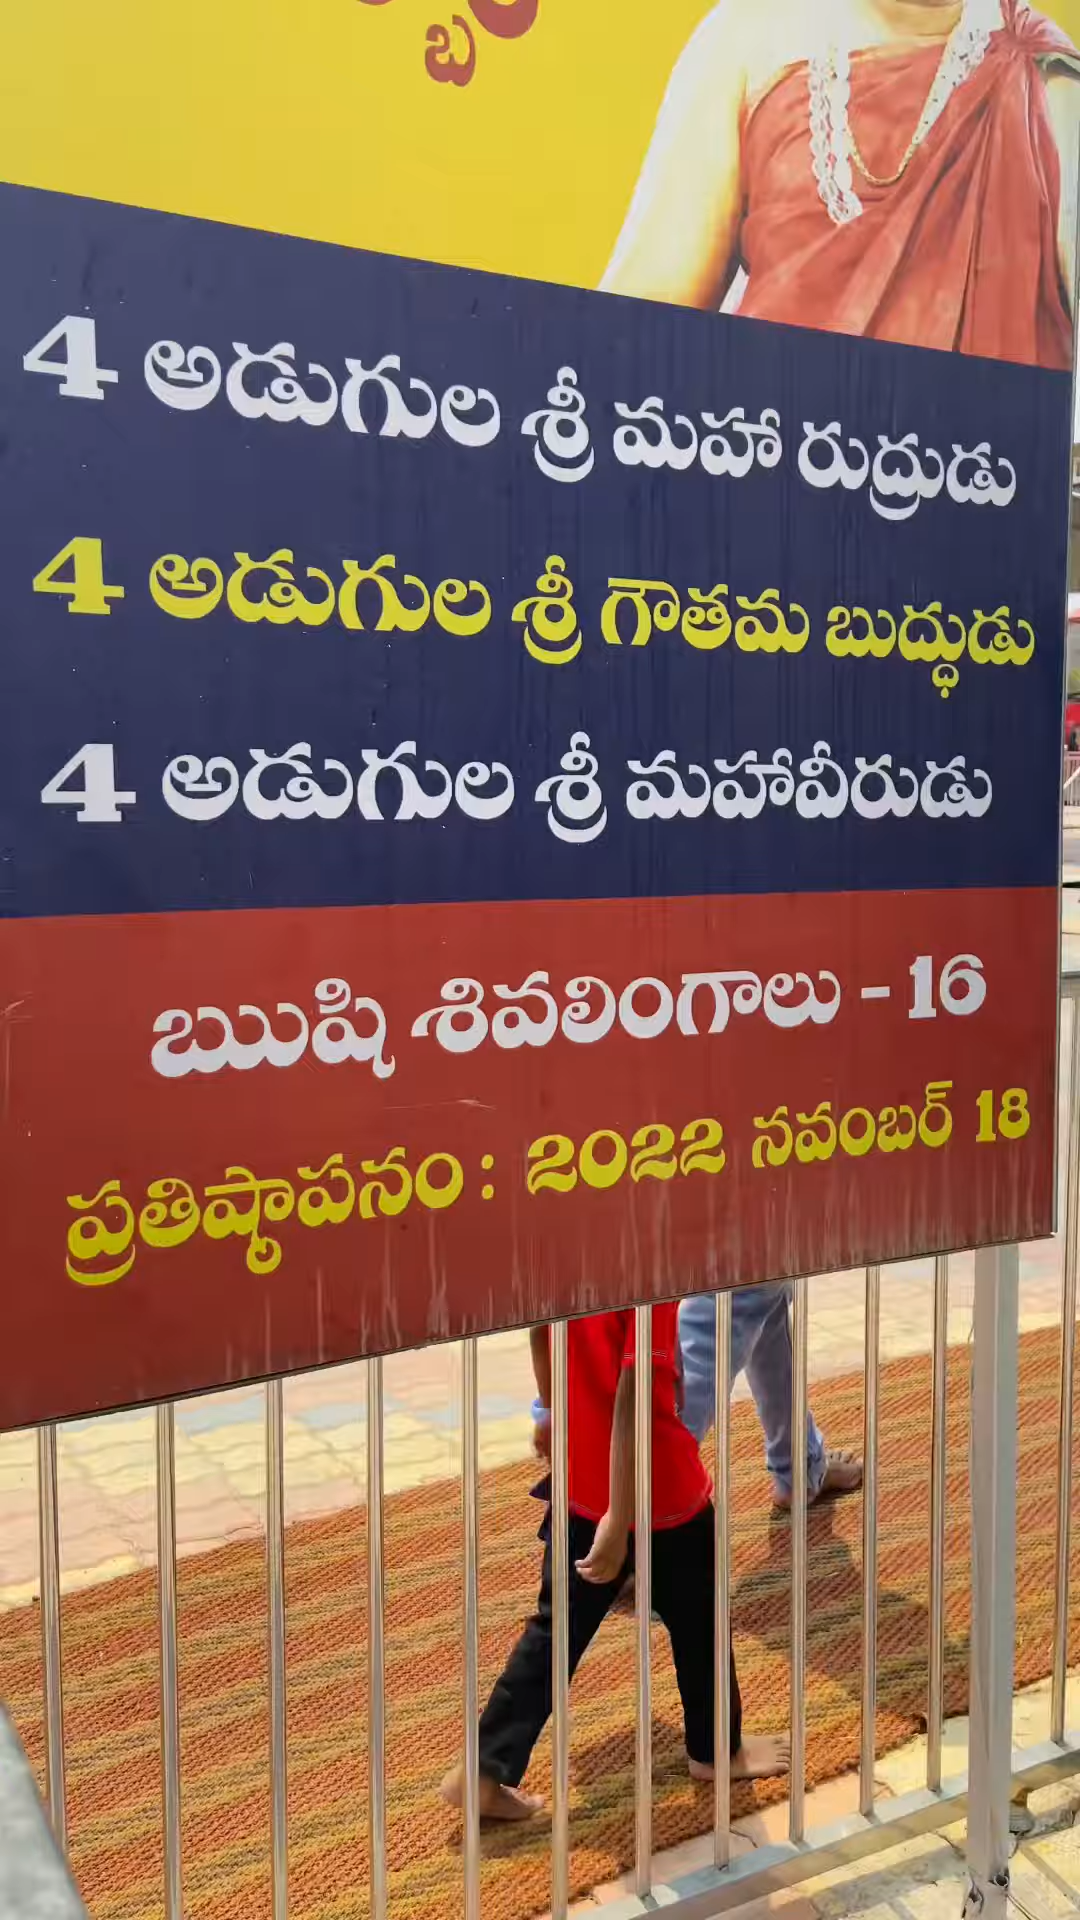 4 అడుగుల శ్రీ మహా రుద్రుడు
4 అడుగుల శ్రీ గౌతమ బుద్ధుడు
4 అడుగుల శ్రీ మహావీరుడు
ఋషి శివలింగాలు - 16
ప్రతిష్ఠాపనం : 2022 నవంబర్ 18